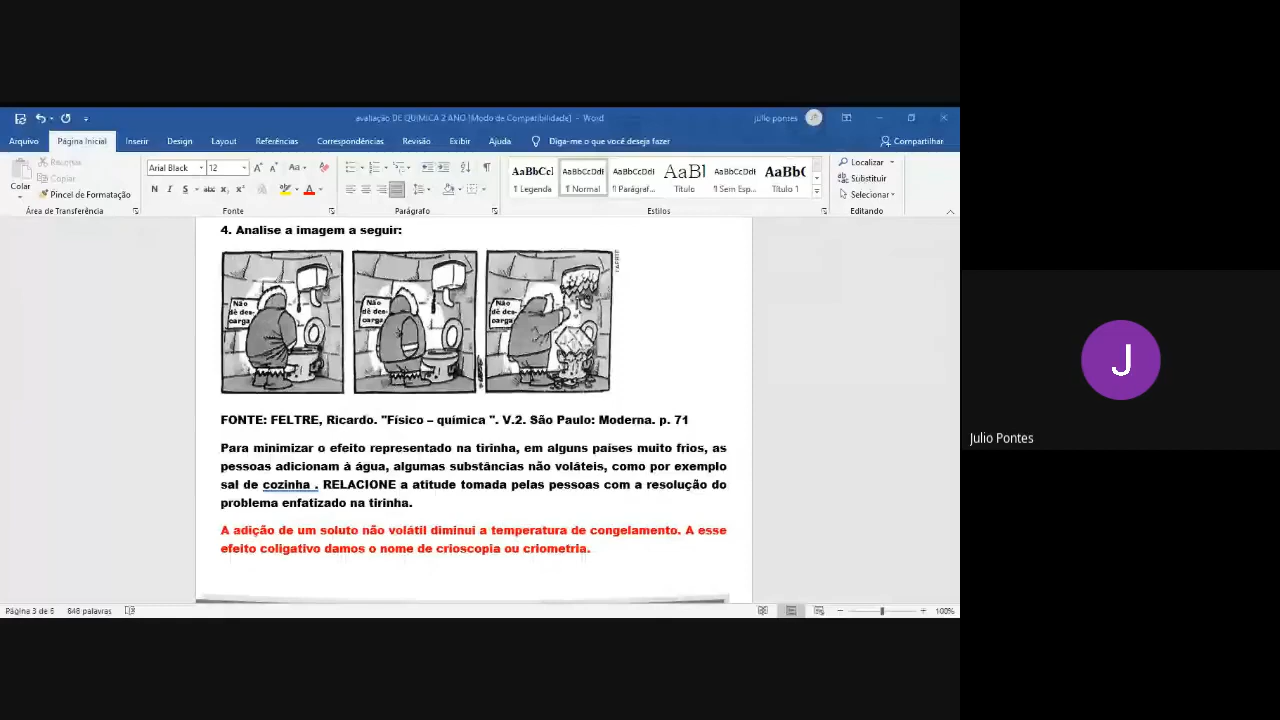 avaliação DE QUIMICA 2 ANO [Modo de Compatibilidade] - Word
julio pontes
Arquivo Página Inicial Inserir Design Layout Referências Correspondências Revisão Exibir Ajuda Diga-me o que você deseja fazer Compartilhar
Colar
Recortar
Copiar
Pincel de Formatação
Área de Transferência
Arial Black 12
Aa
N I S abc x₂ x² A
Fonte
Parágrafo
AaBbCcI AaBbCcDdI AaBbCcDdI AaBl AaBbCcDdI AaBb(
¶ Legenda ¶ Normal ¶ Parágraf... Título ¶ Sem Esp... Título 1
Estilos
Localizar
Substituir
Selecionar
Editando
4. Analise a imagem a seguir:
Não
dê des-
carga
Não
dê des-
carga
Não
dê des-
carga
FONTE: FELTRE, Ricardo. "Físico – química ". V.2. São Paulo: Moderna. p. 71
Para minimizar o efeito representado na tirinha, em alguns países muito frios, as
pessoas adicionam à água, algumas substâncias não voláteis, como por exemplo
sal de cozinha . RELACIONE a atitude tomada pelas pessoas com a resolução do
problema enfatizado na tirinha.
A adição de um soluto não volátil diminui a temperatura de congelamento. A esse
efeito coligativo damos o nome de crioscopia ou criometria.
Página 3 de 6 848 palavras
100%
J
Julio Pontes